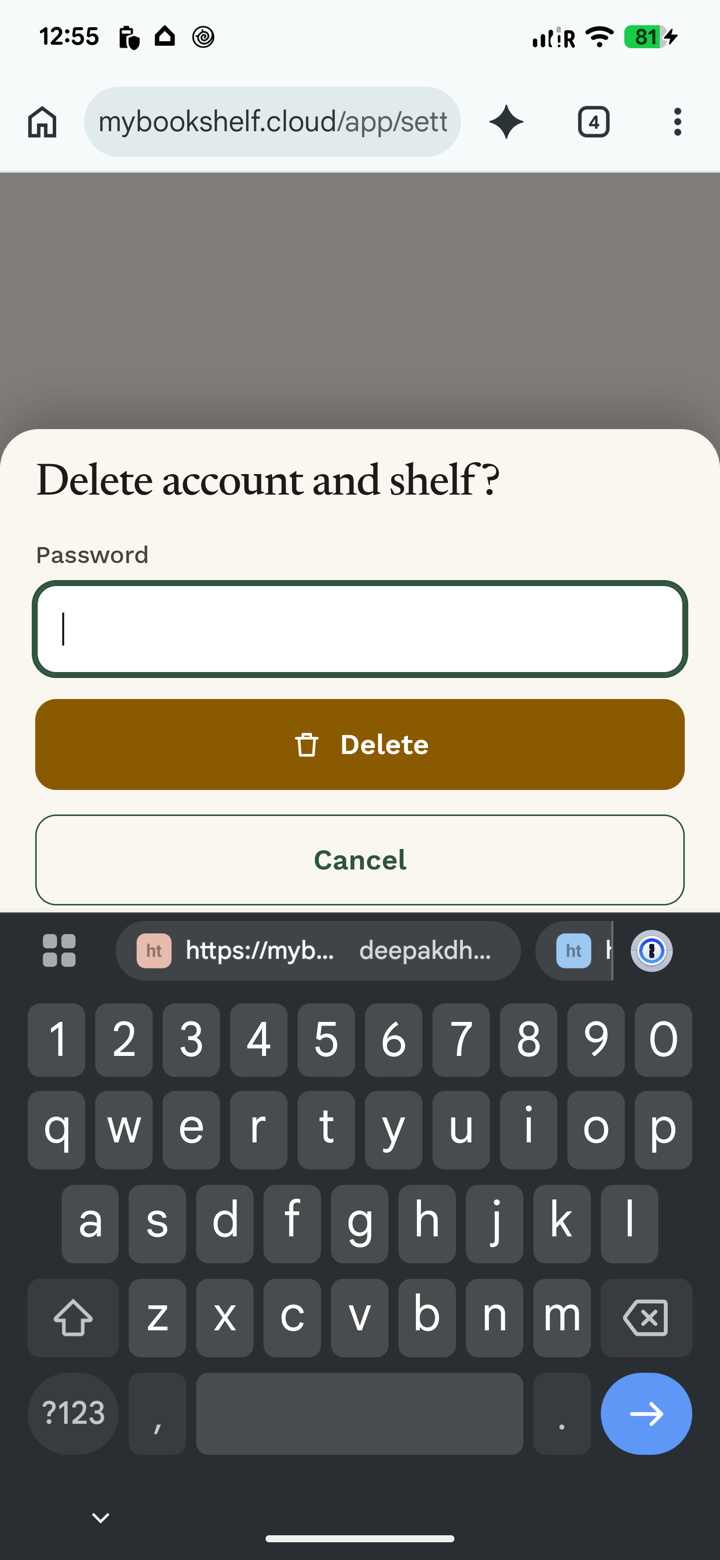 12:55
R 81
mybookshelf.cloud/app/sett
4
Delete account and shelf?
Password
Delete
Cancel
ht https://myb... deepakdh... ht
1 2 3 4 5 6 7 8 9 0
q w e r t y u i o p
a s d f g h j k l
z x c v b n m
?123 , .